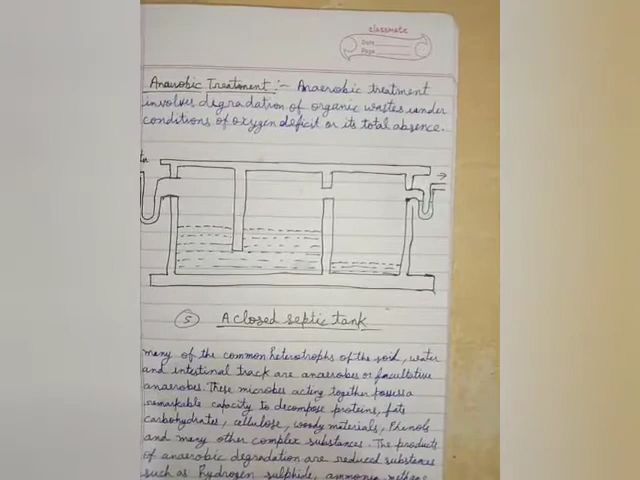 classmate
Date
Page
Anaerobic Treatment :- Anaerobic treatment
involves degradation of organic wastes under
conditions of oxygen deficit or its total absence.
5 A closed septic tank
many of the common heterotrophs of the soid, water
and intestinal track are anaerobes or facultative
anaerobes. These microbes acting together possess a
remarkable capacity to decompose proteins, fats
carbohydrates, cellulose, woody materials, Phenols
and many other complex substances. The products
of anaerobic degradation are reduced substances
such as Hydrogen sulphide, ammonia methane